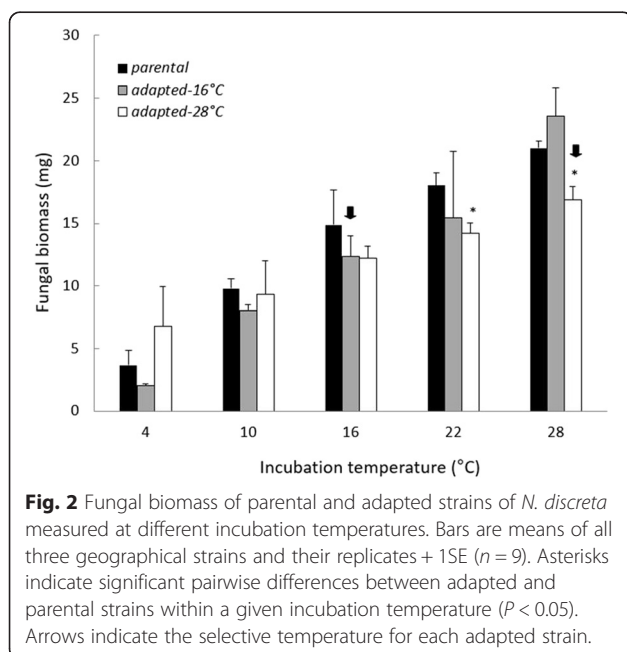 30
25
20
15
10
5
0
Fungal biomass (mg)
parental
adapted-16°C
adapted-28°C
*
*
4 10 16 22 28
Incubation temperature (°C)
Fig. 2 Fungal biomass of parental and adapted strains of N. discreta
measured at different incubation temperatures. Bars are means of all
three geographical strains and their replicates + 1SE (n = 9). Asterisks
indicate significant pairwise differences between adapted and
parental strains within a given incubation temperature (P < 0.05).
Arrows indicate the selective temperature for each adapted strain.